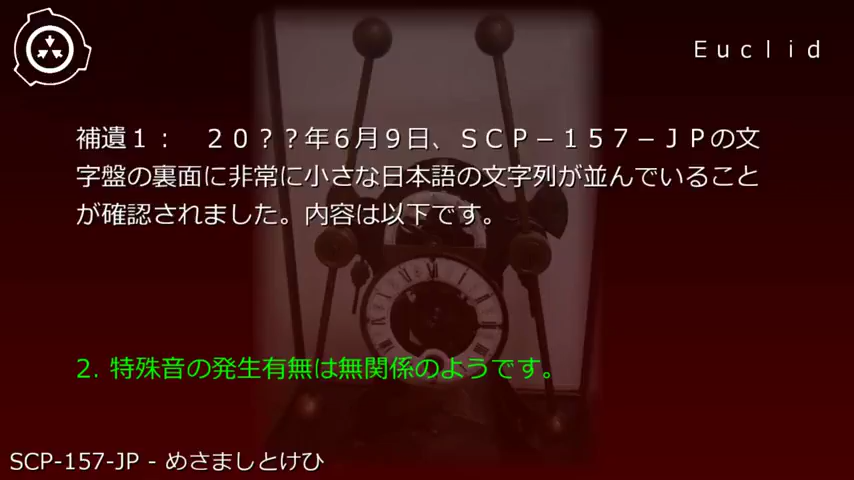 Ｅｕｃｌｉｄ
補遺１：　２０？？年６月９日、ＳＣＰ－１５７－ＪＰの文
字盤の裏面に非常に小さな日本語の文字列が並んでいること
が確認されました。内容は以下です。
2. 特殊音の発生有無は無関係のようです。
SCP-157-JP - めさましとけひ